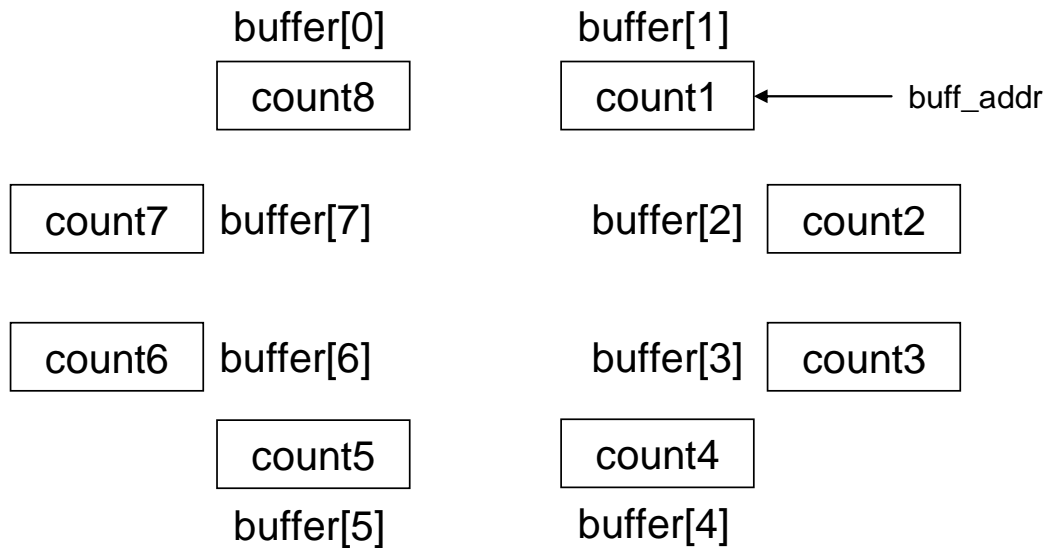 buffer[0]
buffer[1]
count8
count1
buff_addr
count7
buffer[7]
buffer[2]
count2
count6
buffer[6]
buffer[3]
count3
count5
count4
buffer[5]
buffer[4]